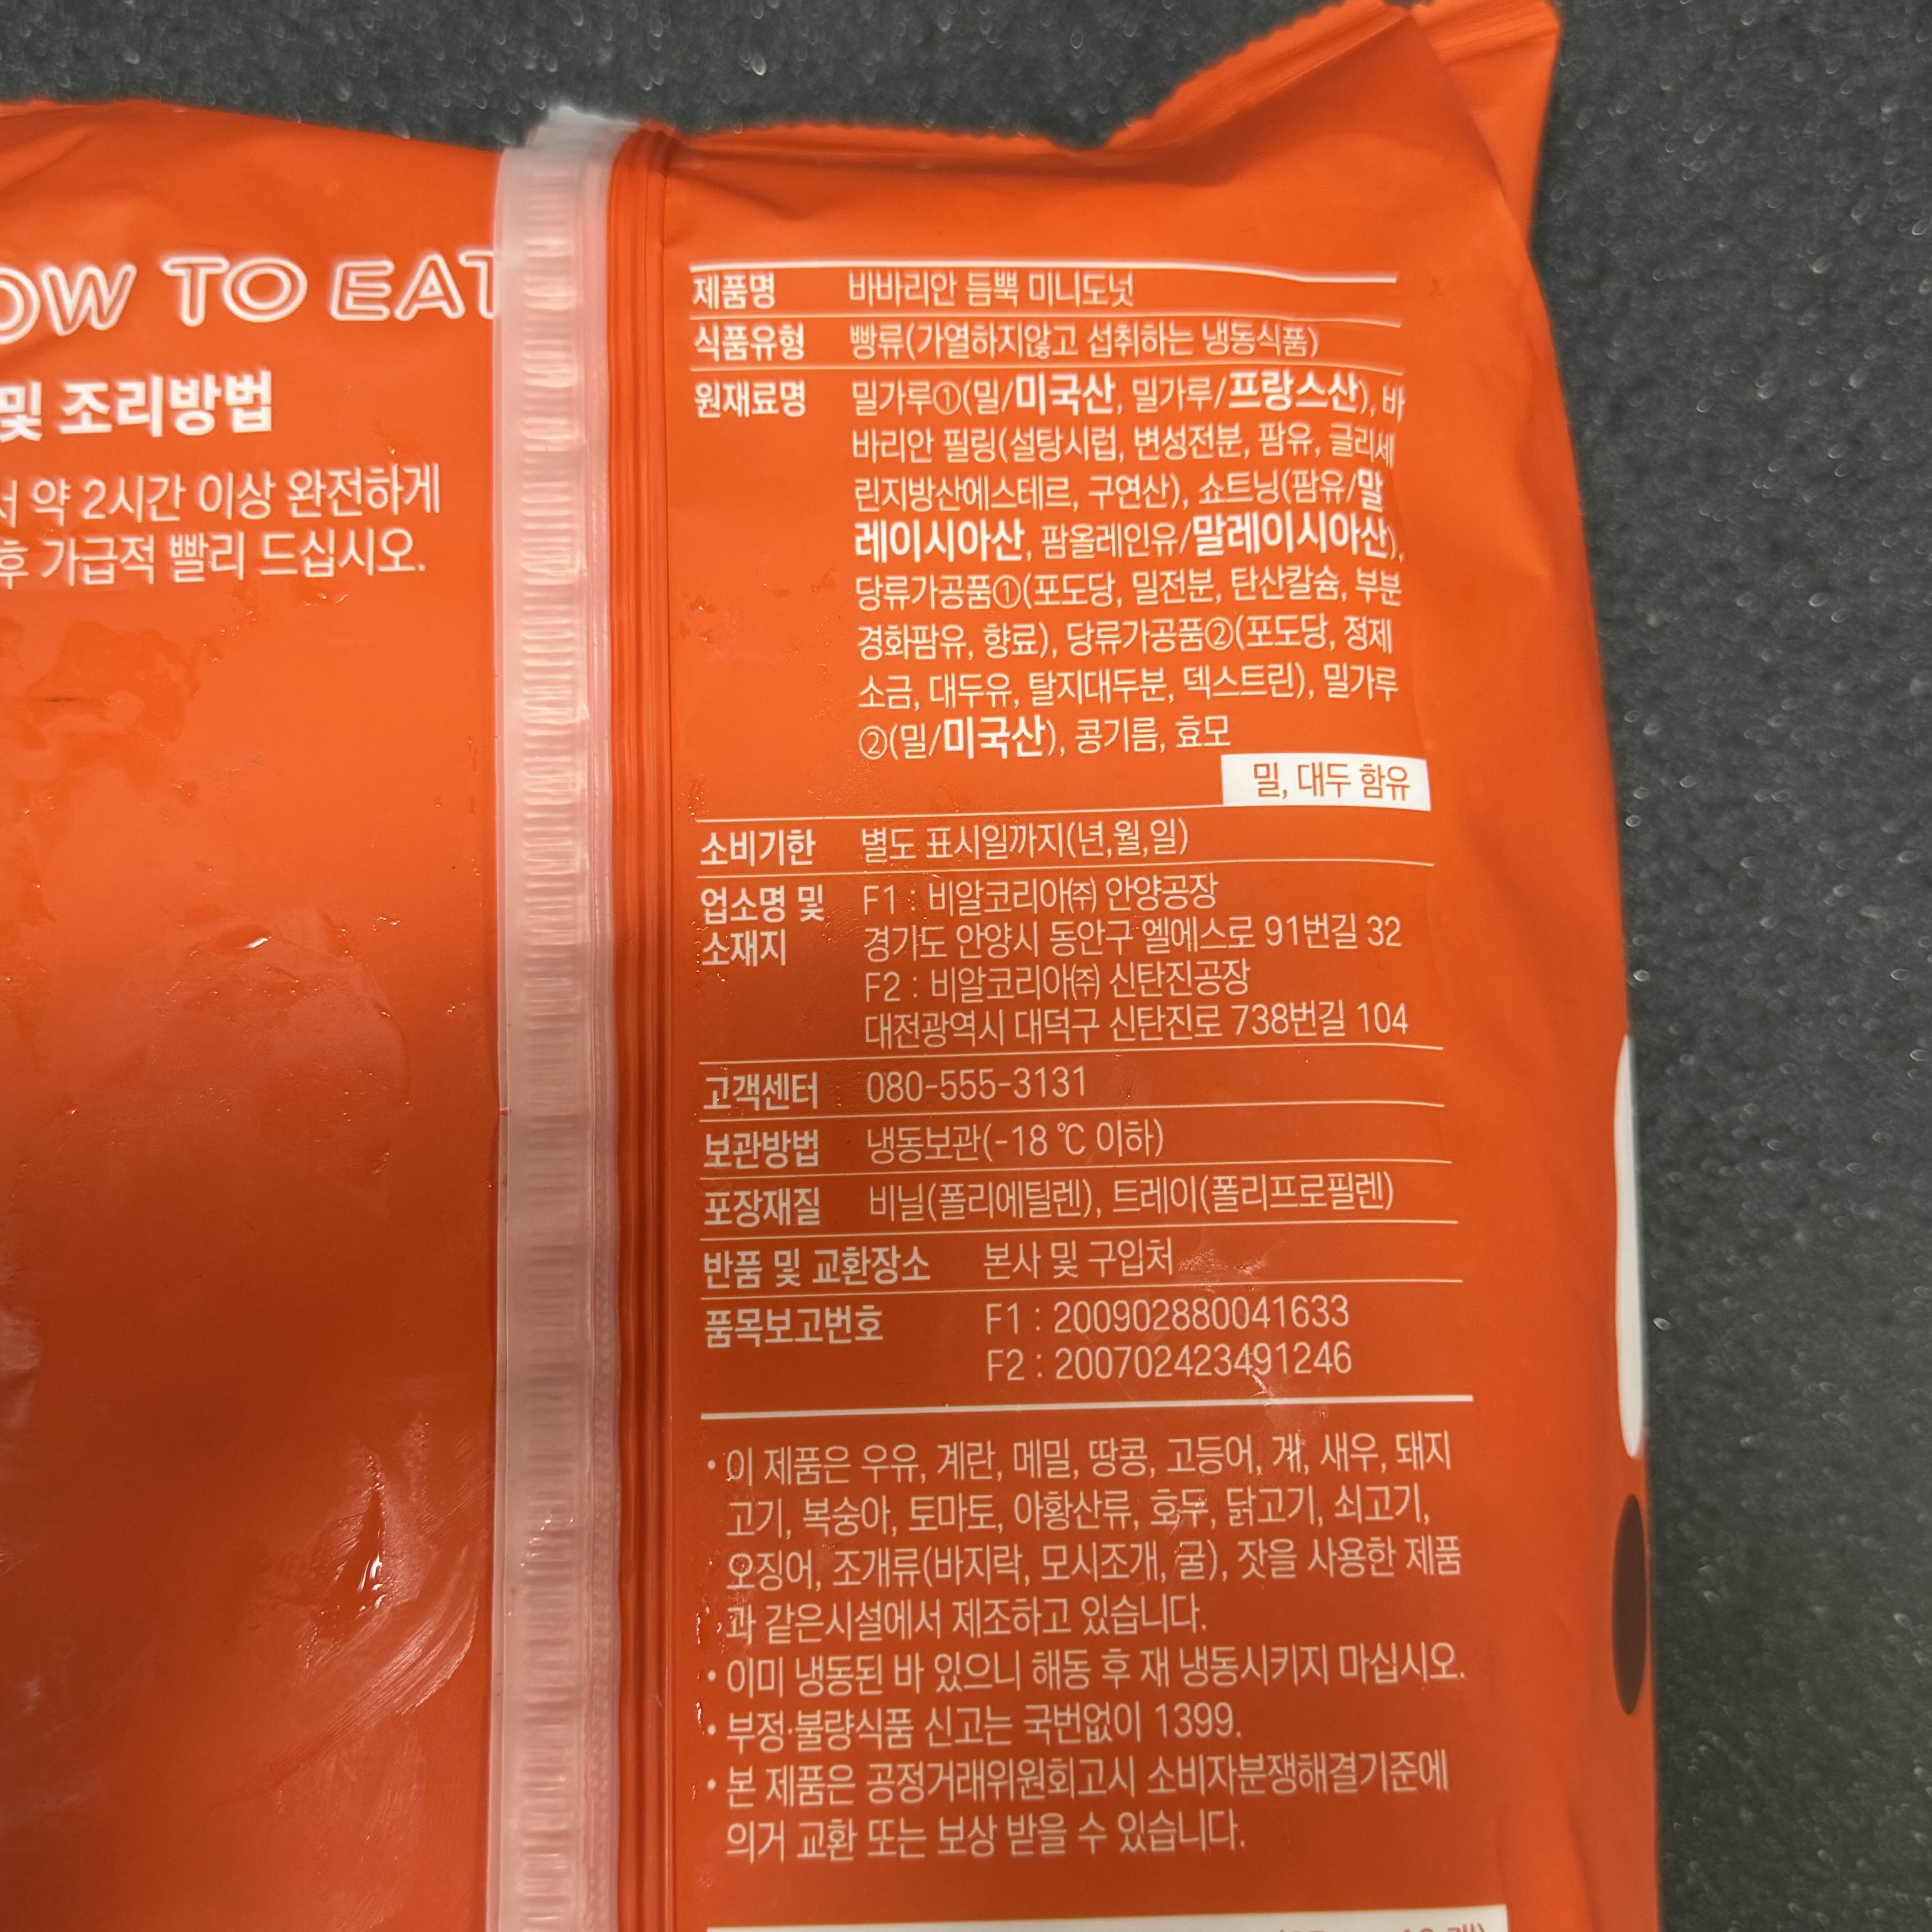 OW TO EAT
및 조리방법
서 약 2시간 이상 완전하게
후 가급적 빨리 드십시오.
제품명 바바리안 듬뿍 미니도넛
식품유형 빵류(가열하지않고 섭취하는 냉동식품)
원재료명 밀가루①(밀/미국산, 밀가루/프랑스산), 바
바리안 필링(설탕시럽, 변성전분, 팜유, 글리세
린지방산에스테르, 구연산), 쇼트닝(팜유/말
레이시아산, 팜올레인유/말레이시아산),
당류가공품①(포도당, 밀전분, 탄산칼슘, 부분
경화팜유, 향료), 당류가공품②(포도당, 정제
소금, 대두유, 탈지대두분, 덱스트린), 밀가루
②(밀/미국산), 콩기름, 효모
밀, 대두 함유
소비기한 별도 표시일까지(년,월,일)
업소명 및 F1 : 비알코리아㈜ 안양공장
소재지 경기도 안양시 동안구 엘에스로 91번길 32
F2 : 비알코리아㈜ 신탄진공장
대전광역시 대덕구 신탄진로 738번길 104
고객센터 080-555-3131
보관방법 냉동보관(-18 ℃ 이하)
포장재질 비닐(폴리에틸렌), 트레이(폴리프로필렌)
반품 및 교환장소 본사 및 구입처
품목보고번호 F1 : 200902880041633
F2 : 200702423491246
• 이 제품은 우유, 계란, 메밀, 땅콩, 고등어, 게, 새우, 돼지
고기, 복숭아, 토마토, 아황산류, 호두, 닭고기, 쇠고기,
오징어, 조개류(바지락, 모시조개, 굴), 잣을 사용한 제품
과 같은시설에서 제조하고 있습니다.
• 이미 냉동된 바 있으니 해동 후 재 냉동시키지 마십시오.
• 부정·불량식품 신고는 국번없이 1399.
• 본 제품은 공정거래위원회고시 소비자분쟁해결기준에
의거 교환 또는 보상 받을 수 있습니다.